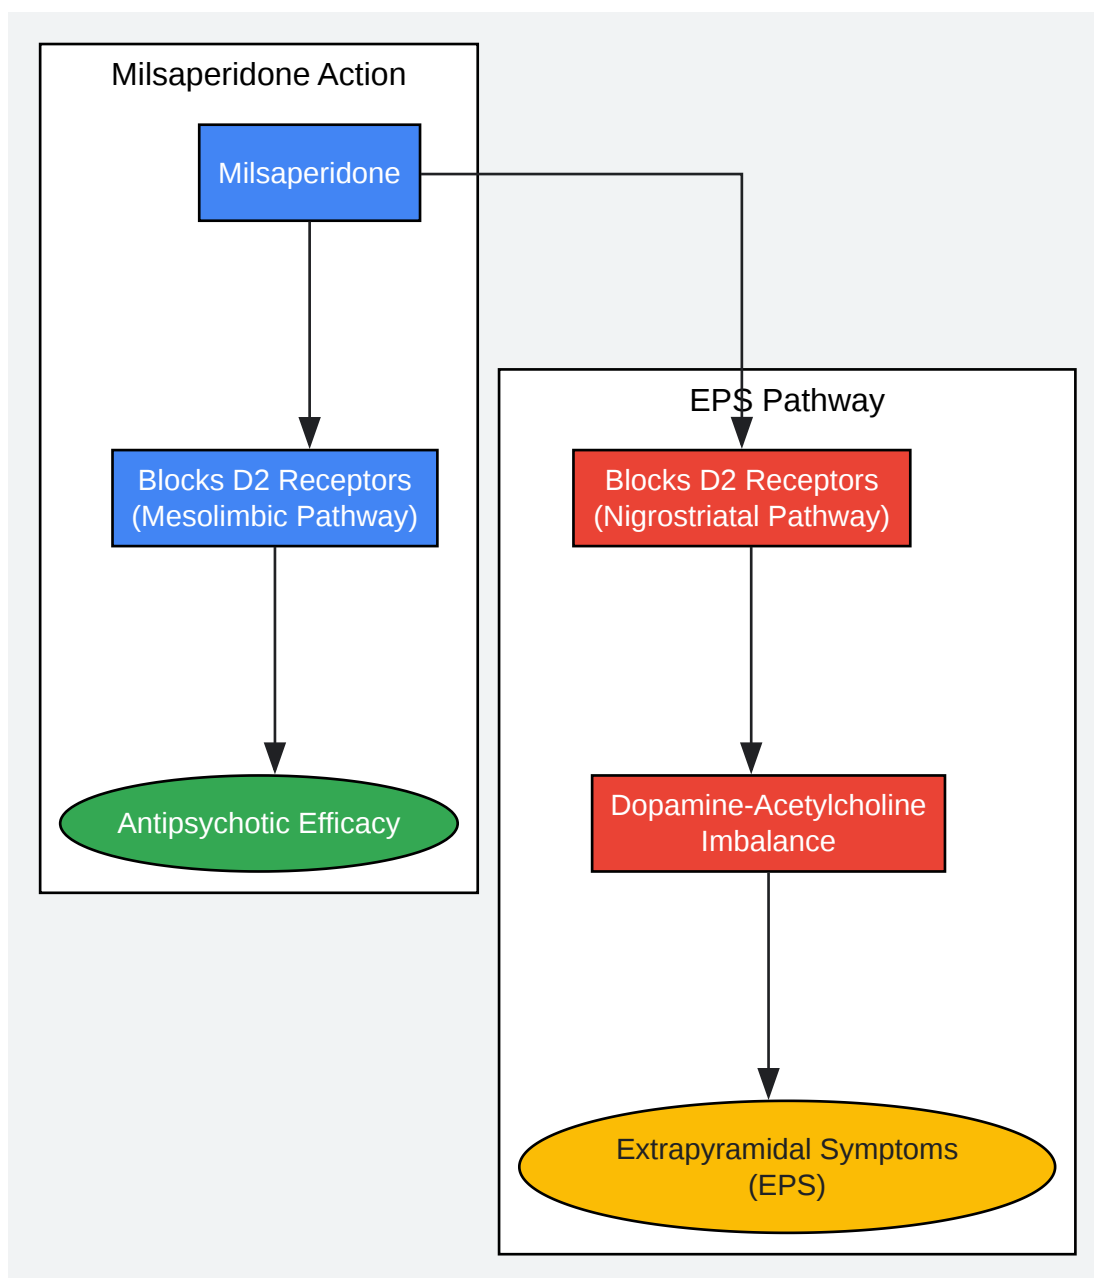 Milsaperidone Action
Milsaperidone
Blocks D2 Receptors
(Mesolimbic Pathway)
Antipsychotic Efficacy
EPS Pathway
Blocks D2 Receptors
(Nigrostriatal Pathway)
Dopamine-Acetylcholine
Imbalance
Extrapyramidal Symptoms
(EPS)